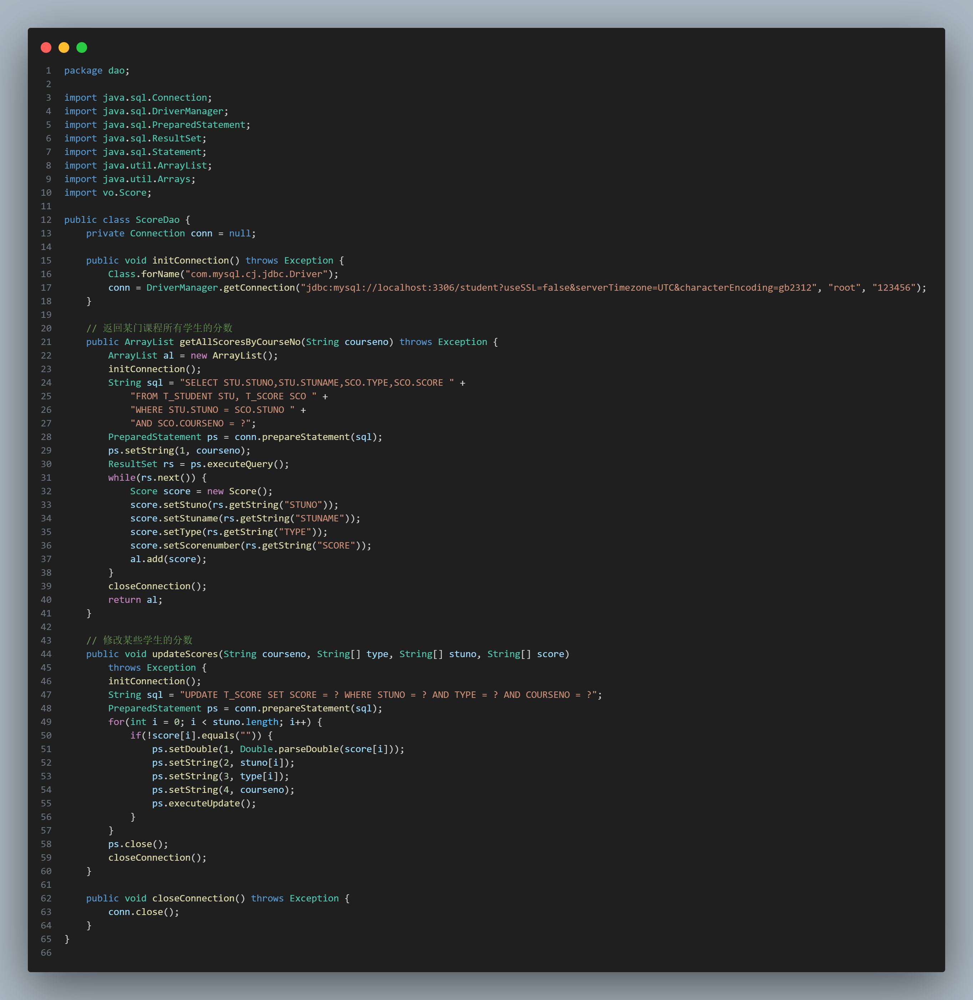 1 package dao;
2
3 import java.sql.Connection;
4 import java.sql.DriverManager;
5 import java.sql.PreparedStatement;
6 import java.sql.ResultSet;
7 import java.sql.Statement;
8 import java.util.ArrayList;
9 import java.util.Arrays;
10 import vo.Score;
11
12 public class ScoreDao {
13     private Connection conn = null;
14
15     public void initConnection() throws Exception {
16         Class.forName("com.mysql.cj.jdbc.Driver");
17         conn = DriverManager.getConnection("jdbc:mysql://localhost:3306/student?useSSL=false&serverTimezone=UTC&characterEncoding=gb2312", "root", "123456");
18     }
19
20     // 返回某门课程所有学生的分数
21     public ArrayList getAllScoresByCourseNo(String courseno) throws Exception {
22         ArrayList al = new ArrayList();
23         initConnection();
24         String sql = "SELECT STU.STUNO,STU.STUNAME,SCO.TYPE,SCO.SCORE " +
25             "FROM T_STUDENT STU, T_SCORE SCO " +
26             "WHERE STU.STUNO = SCO.STUNO " +
27             "AND SCO.COURSENO = ?";
28         PreparedStatement ps = conn.prepareStatement(sql);
29         ps.setString(1, courseno);
30         ResultSet rs = ps.executeQuery();
31         while(rs.next()) {
32             Score score = new Score();
33             score.setStuno(rs.getString("STUNO"));
34             score.setStuname(rs.getString("STUNAME"));
35             score.setType(rs.getString("TYPE"));
36             score.setScorenumber(rs.getString("SCORE"));
37             al.add(score);
38         }
39         closeConnection();
40         return al;
41     }
42
43     // 修改某些学生的分数
44     public void updateScores(String courseno, String[] type, String[] stuno, String[] score)
45         throws Exception {
46         initConnection();
47         String sql = "UPDATE T_SCORE SET SCORE = ? WHERE STUNO = ? AND TYPE = ? AND COURSENO = ?";
48         PreparedStatement ps = conn.prepareStatement(sql);
49         for(int i = 0; i < stuno.length; i++) {
50             if(!score[i].equals("")) {
51                 ps.setDouble(1, Double.parseDouble(score[i]));
52                 ps.setString(2, stuno[i]);
53                 ps.setString(3, type[i]);
54                 ps.setString(4, courseno);
55                 ps.executeUpdate();
56             }
57         }
58         ps.close();
59         closeConnection();
60     }
61
62     public void closeConnection() throws Exception {
63         conn.close();
64     }
65 }
66